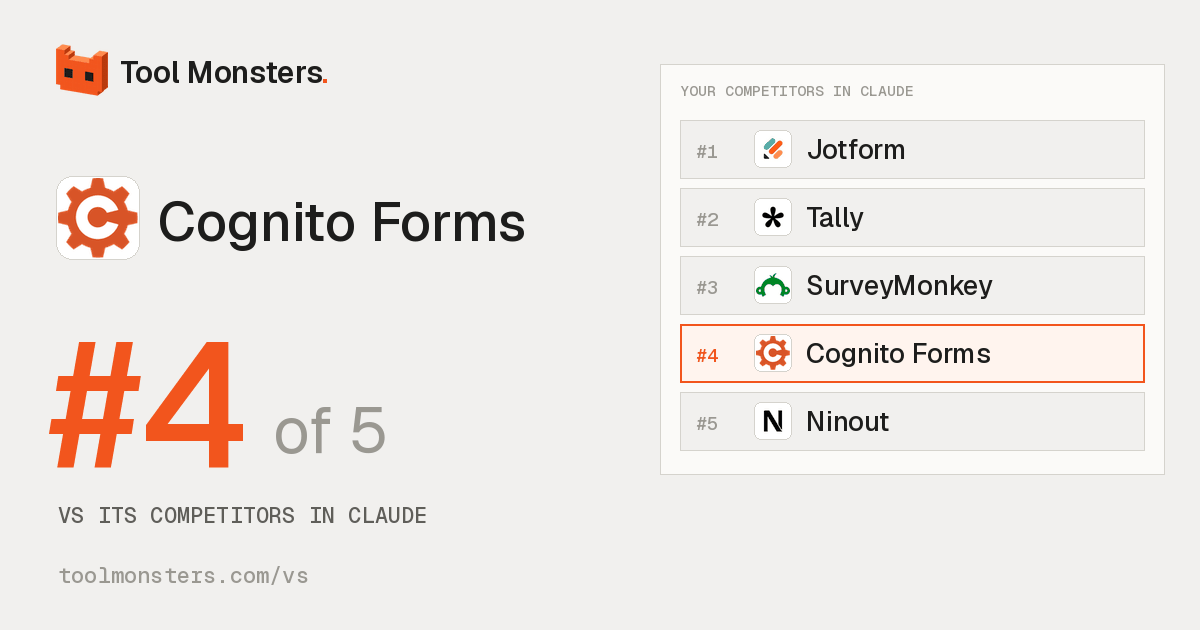 Tool Monsters.
Cognito Forms
#4 of 5
VS ITS COMPETITORS IN CLAUDE
toolmonsters.com/vs
YOUR COMPETITORS IN CLAUDE
#1 Jotform
#2 Tally
#3 SurveyMonkey
#4 Cognito Forms
#5 Ninout